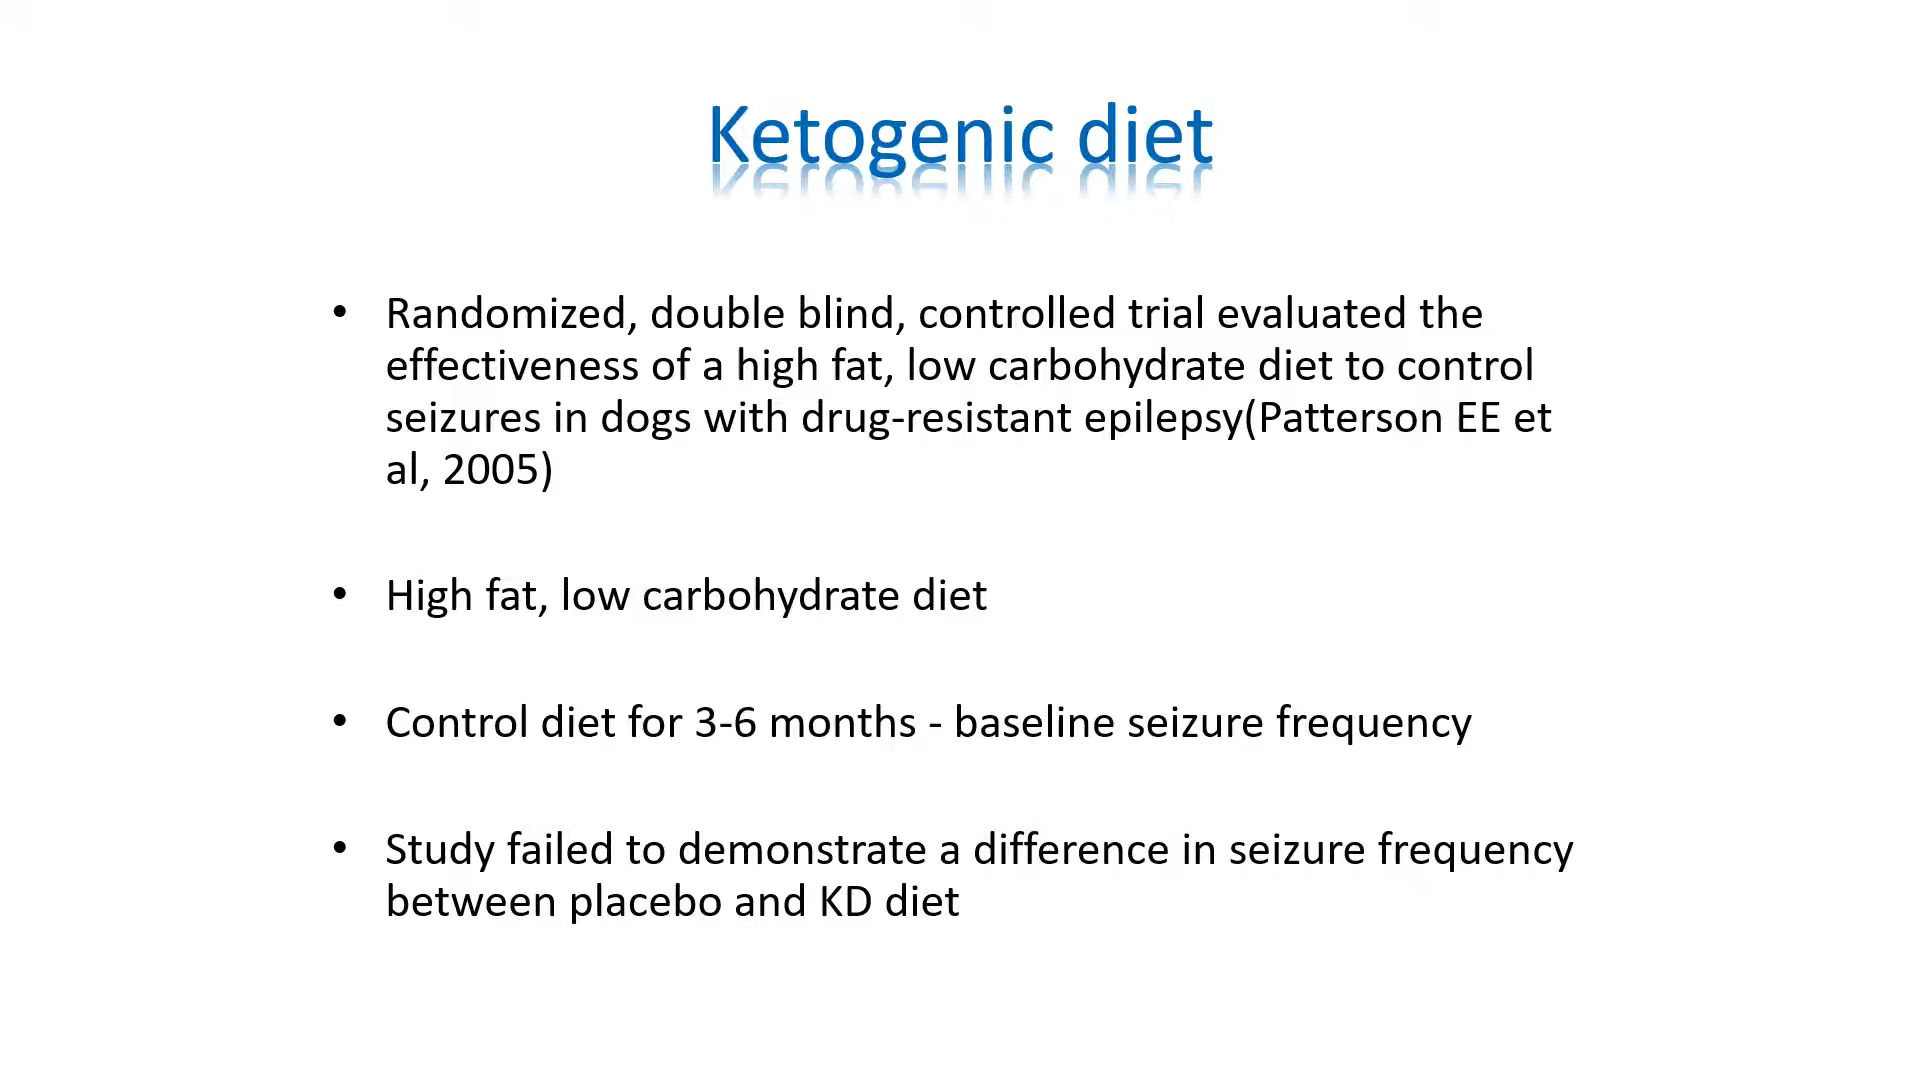 Ketogenic diet
• Randomized, double blind, controlled trial evaluated the
effectiveness of a high fat, low carbohydrate diet to control
seizures in dogs with drug-resistant epilepsy(Patterson EE et
al, 2005)
• High fat, low carbohydrate diet
• Control diet for 3-6 months - baseline seizure frequency
• Study failed to demonstrate a difference in seizure frequency
between placebo and KD diet